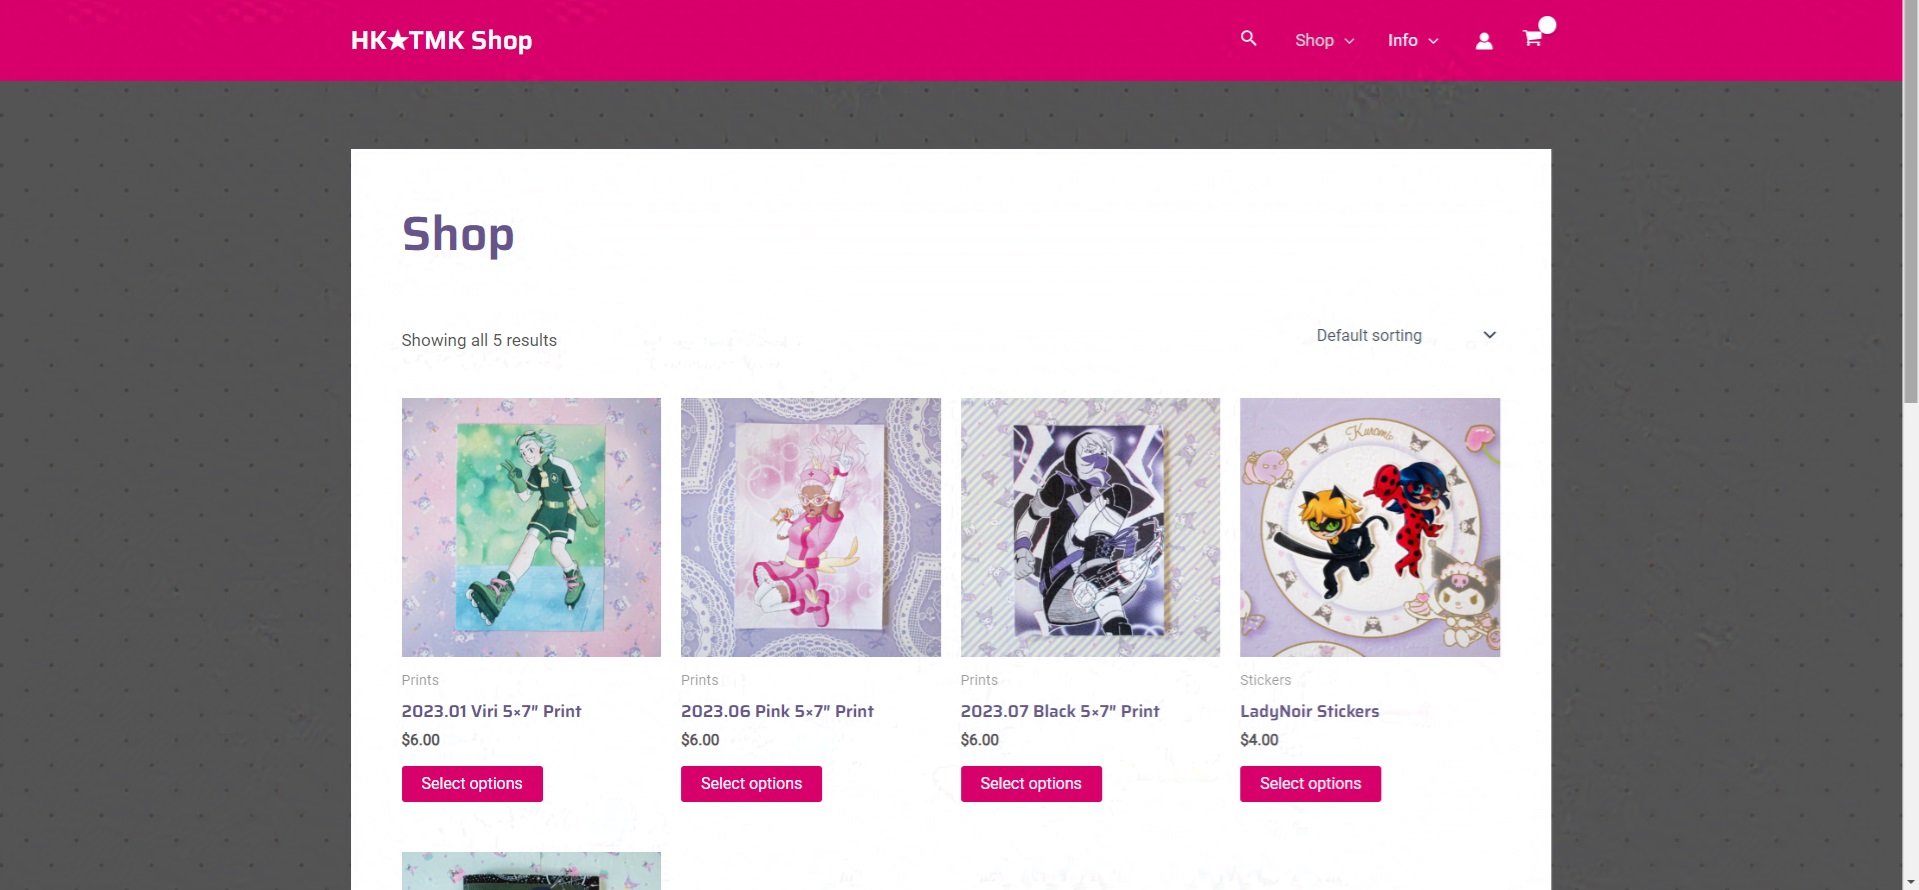 HK★TMK Shop
Shop
Info
Shop
Showing all 5 results
Default sorting
Kuromi
Prints
2023.01 Viri 5×7″ Print
$6.00
Select options
Prints
2023.06 Pink 5×7″ Print
$6.00
Select options
Prints
2023.07 Black 5×7″ Print
$6.00
Select options
Stickers
LadyNoir Stickers
$4.00
Select options